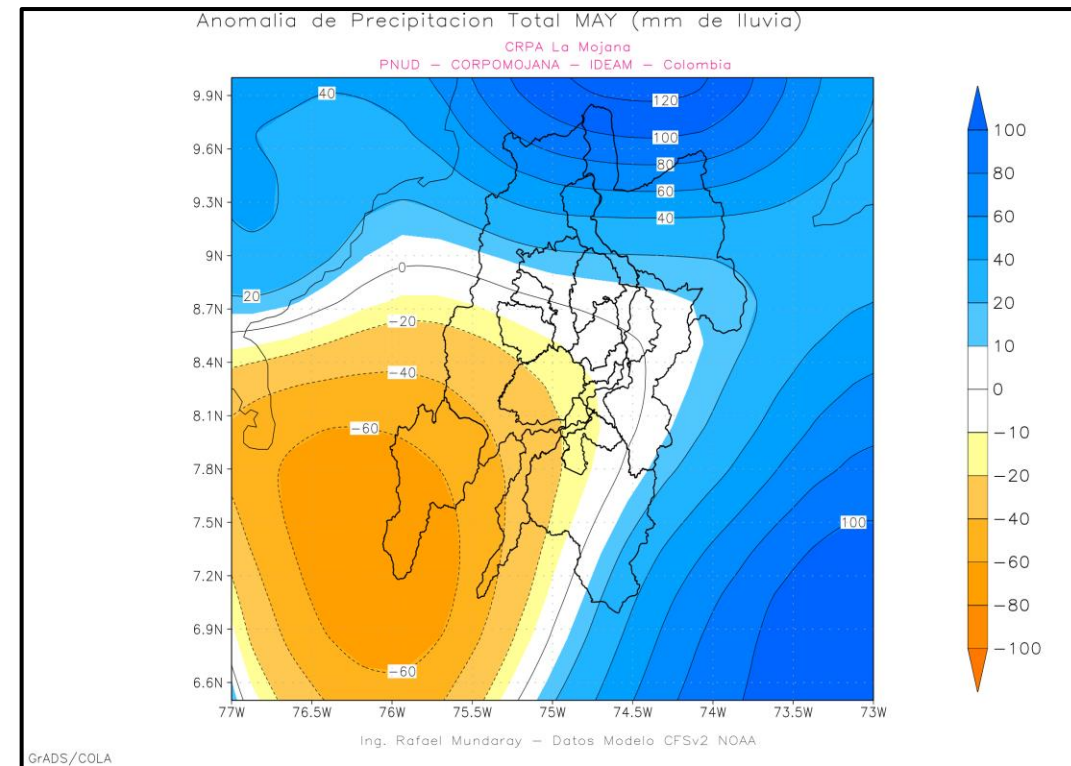 Anomalia de Precipitacion Total MAY (mm de lluvia)
CRPA La Mojana
PNUD – CORPOMOJANA – IDEAM – Colombia
9.9N
9.6N
9.3N
9N
8.7N
8.4N
8.1N
7.8N
7.5N
7.2N
6.9N
6.6N
40
120
100
80
60
40
0
20
−20
−40
−60
100
−60
77W 76.5W 76W 75.5W 75W 74.5W 74W 73.5W 73W
100
80
60
40
20
10
0
−10
−20
−40
−60
−80
−100
Ing. Rafael Mundaray – Datos Modelo CFSv2 NOAA
GrADS/COLA